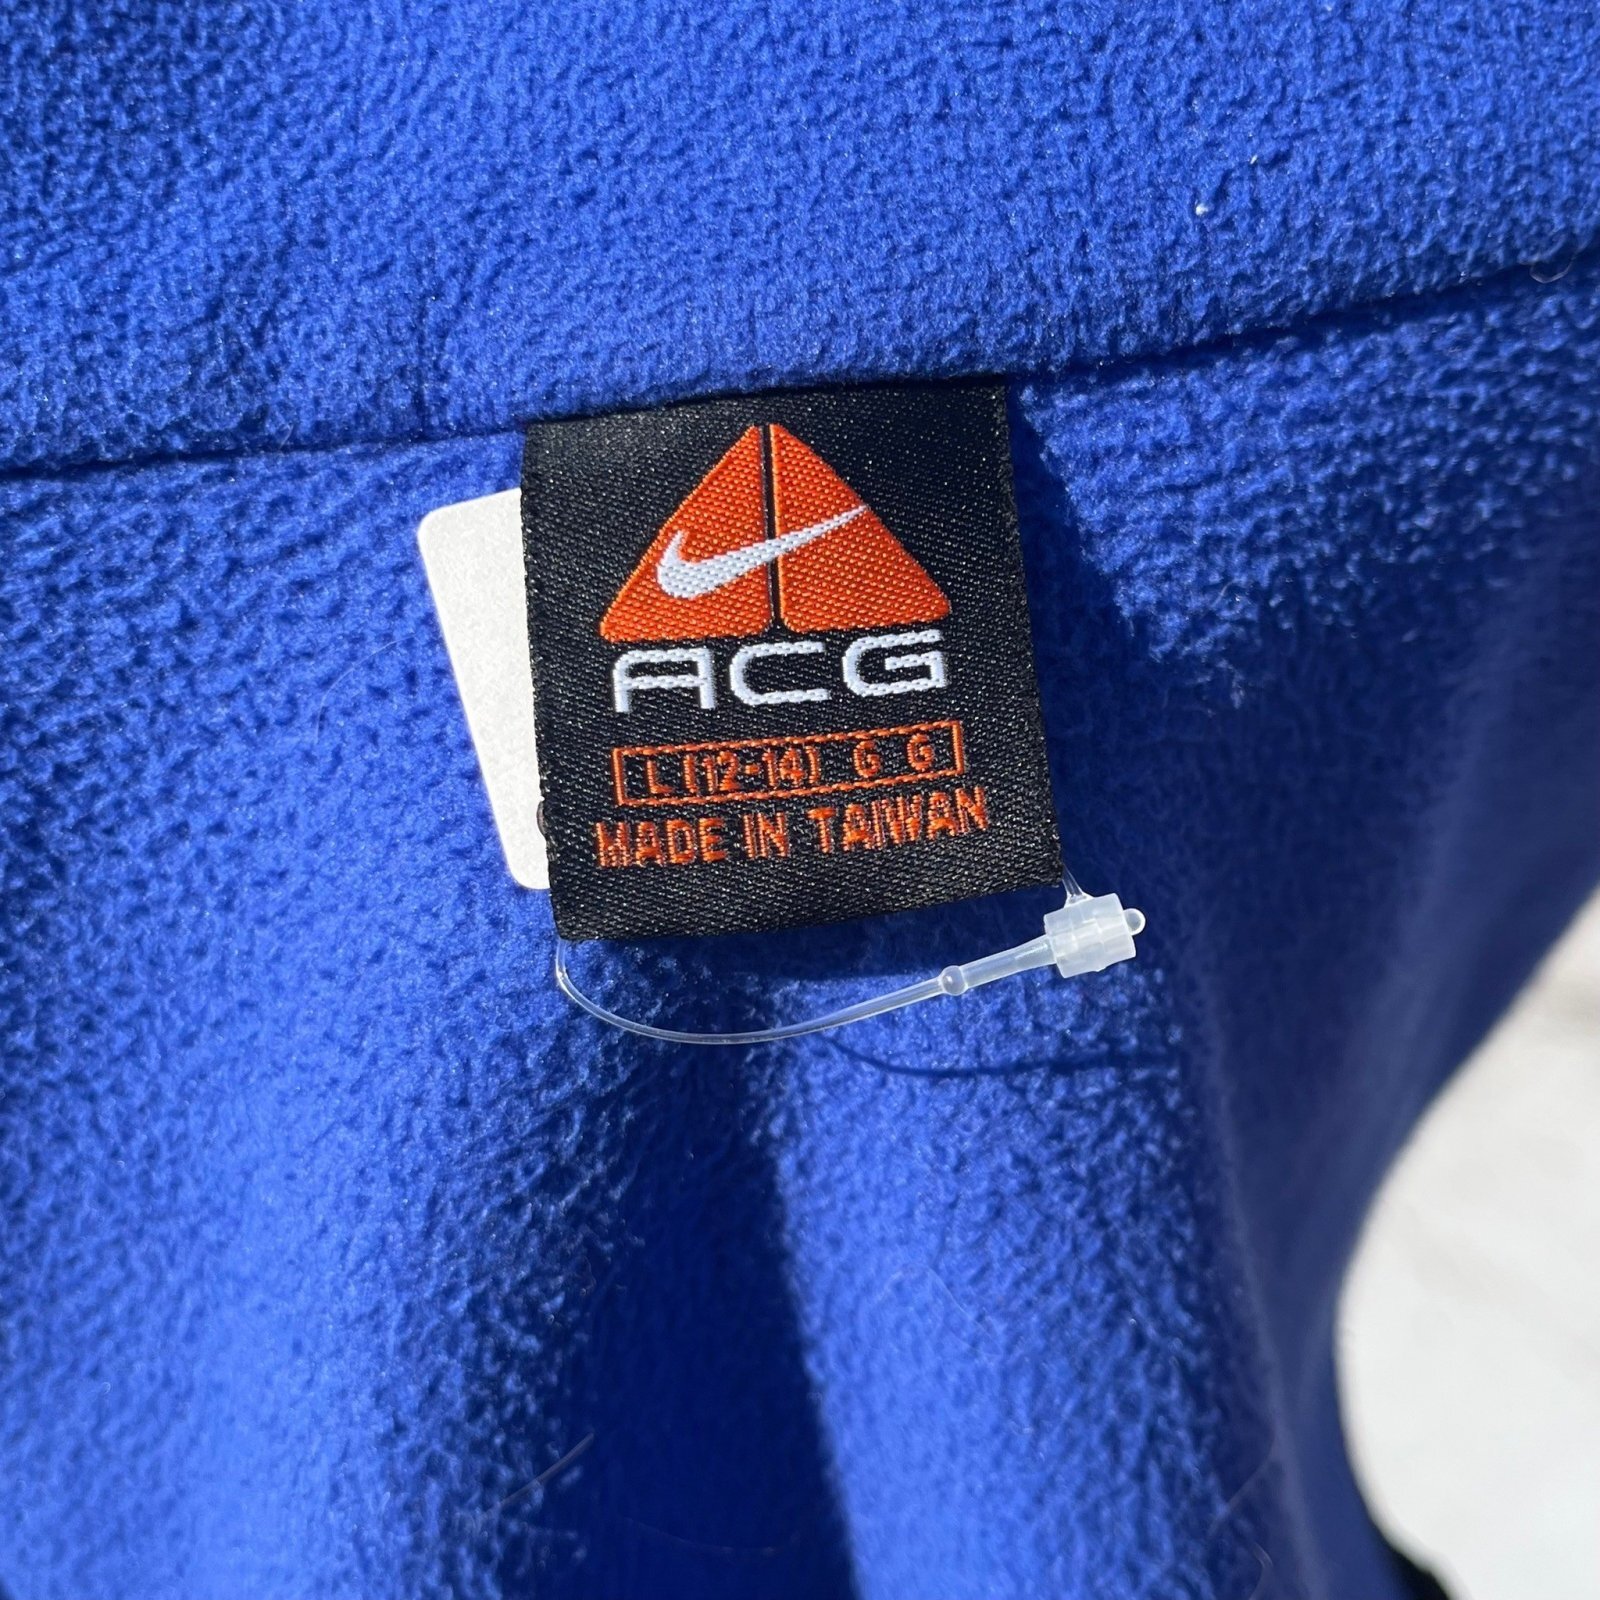 ACG
L (12-14) G G
MADE IN TAIWAN